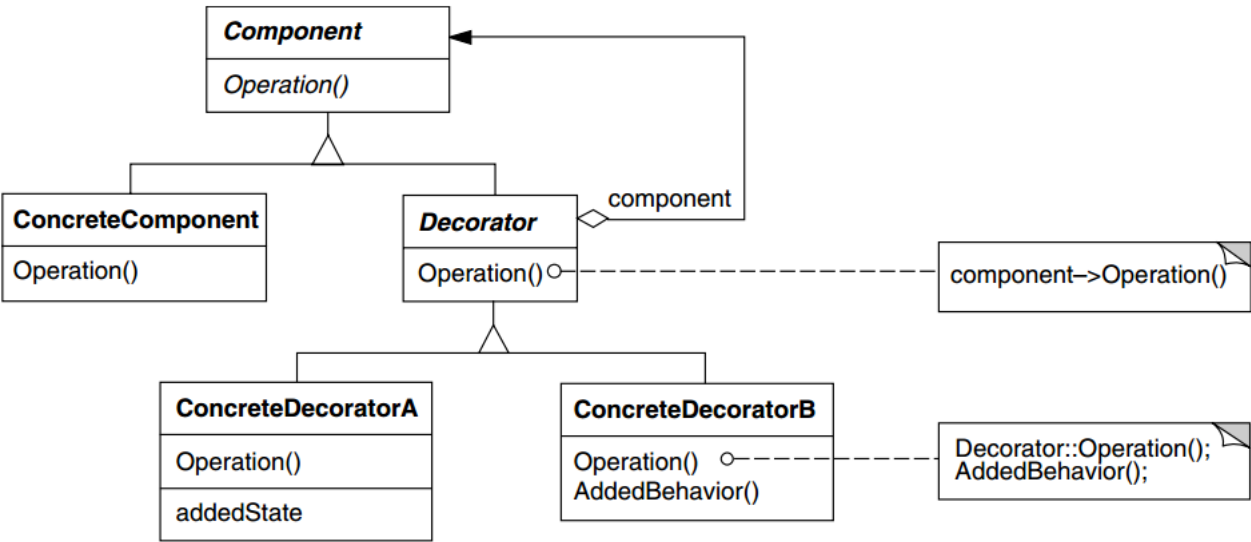 Component
Operation()
ConcreteComponent
Operation()
Decorator
Operation()
component
component–>Operation()
ConcreteDecoratorA
Operation()
addedState
ConcreteDecoratorB
Operation()
AddedBehavior()
Decorator::Operation();
AddedBehavior();